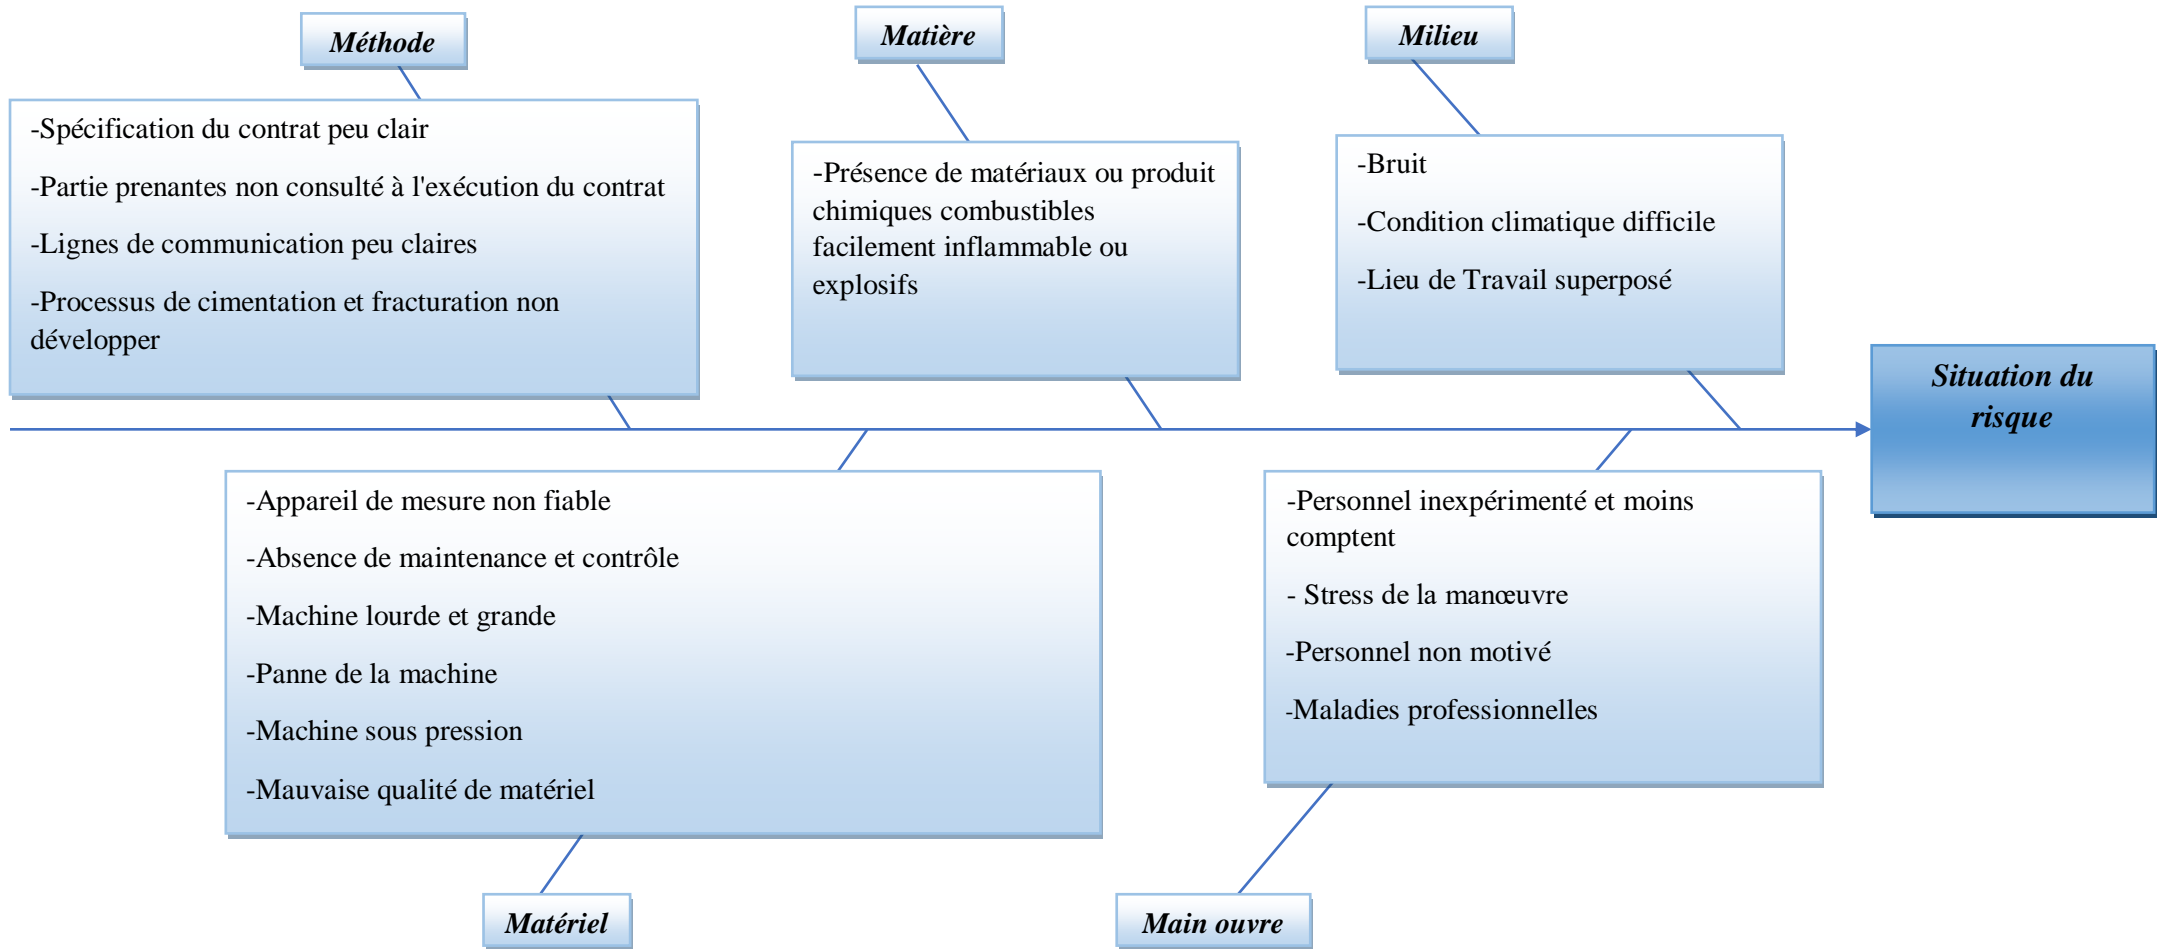 Méthode
-Spécification du contrat peu clair
-Partie prenantes non consulté à l'exécution du contrat
-Lignes de communication peu claires
-Processus de cimentation et fracturation non
développer
Matière
-Présence de matériaux ou produit
chimiques combustibles
facilement inflammable ou
explosifs
Milieu
-Bruit
-Condition climatique difficile
-Lieu de Travail superposé
Situation du
risque
-Appareil de mesure non fiable
-Absence de maintenance et contrôle
-Machine lourde et grande
-Panne de la machine
-Machine sous pression
-Mauvaise qualité de matériel
Matériel
-Personnel inexpérimenté et moins
comptent
- Stress de la manœuvre
-Personnel non motivé
-Maladies professionnelles
Main ouvre